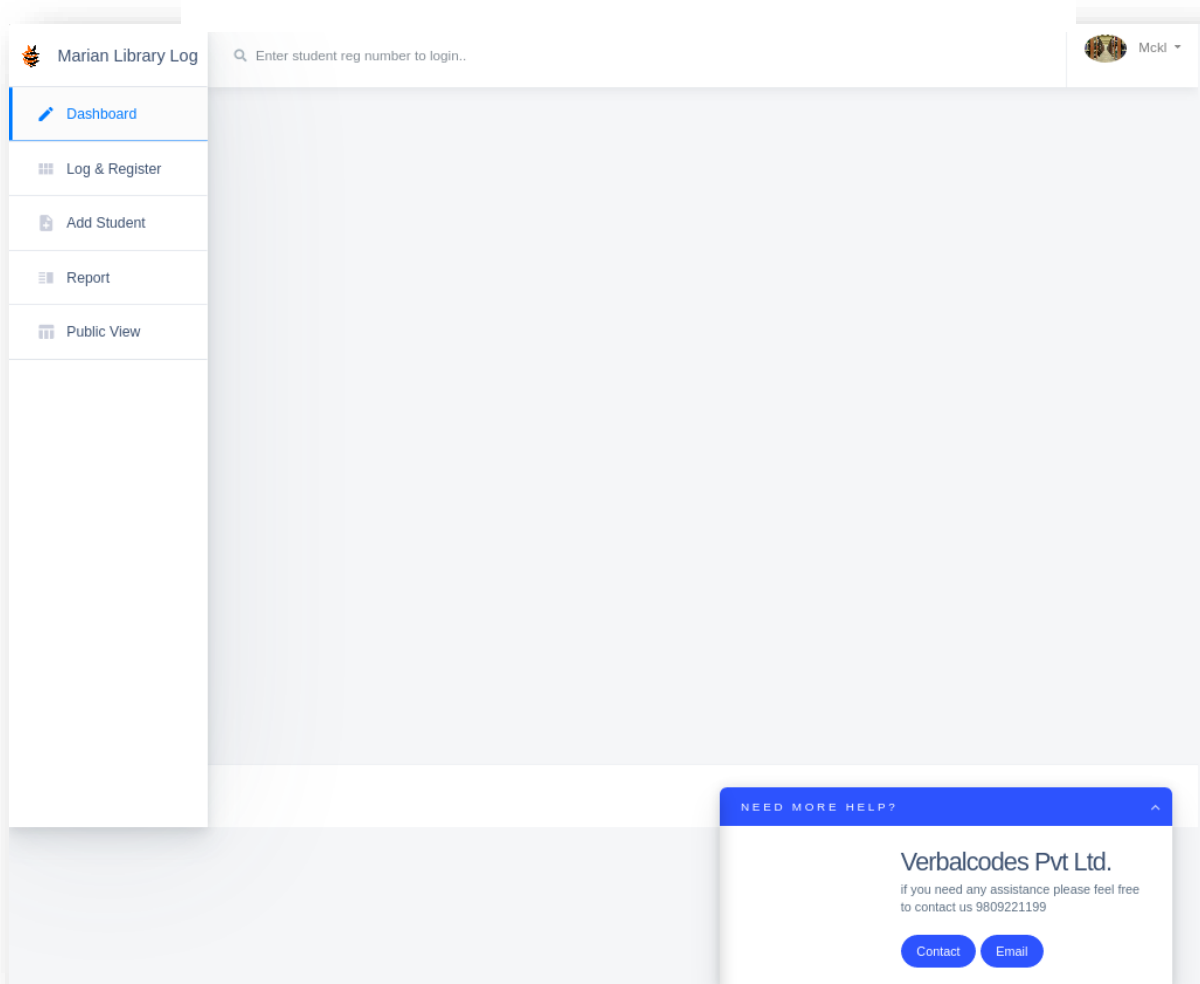 Marian Library Log
Enter student reg number to login..
Mckl
Dashboard
Log & Register
Add Student
Report
Public View
NEED MORE HELP?
Verbalcodes Pvt Ltd.
if you need any assistance please feel free
to contact us 9809221199
Contact
Email